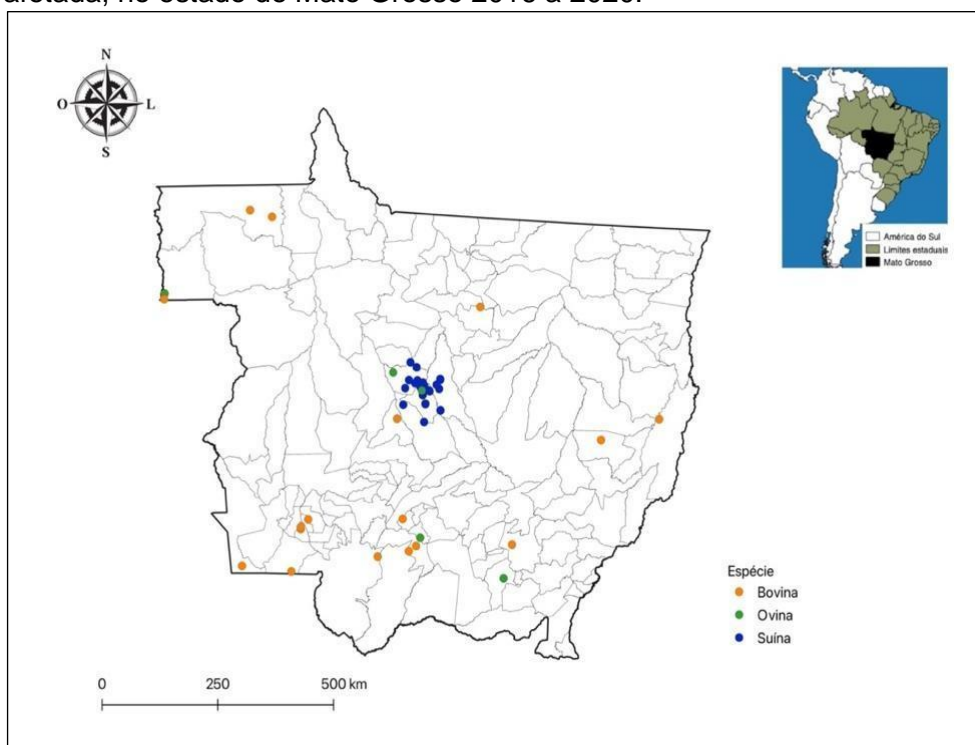 afetada, no estado de Mato Grosso 2010 a 2020.
N
O
L
S
América do Sul
Limites estaduais
Mato Grosso
Espécie
Bovina
Ovina
Suína
0 250 500 km